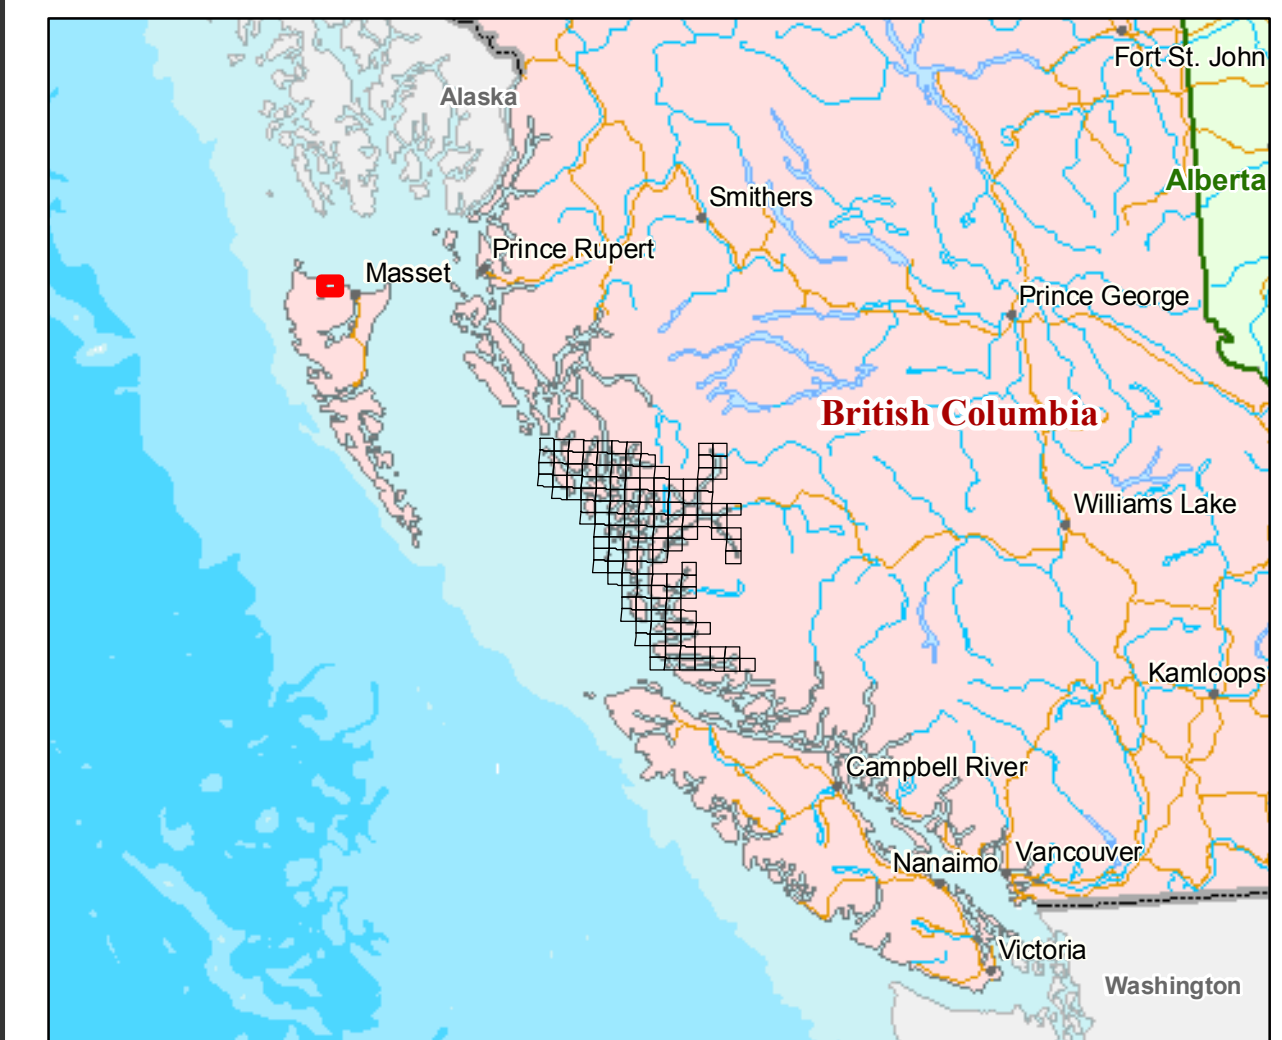 Fort St. John
Alaska
Alberta
Smithers
Prince Rupert
Masset
Prince George
British Columbia
Williams Lake
Kamloops
Campbell River
Vancouver
Nanaimo
Victoria
Washington